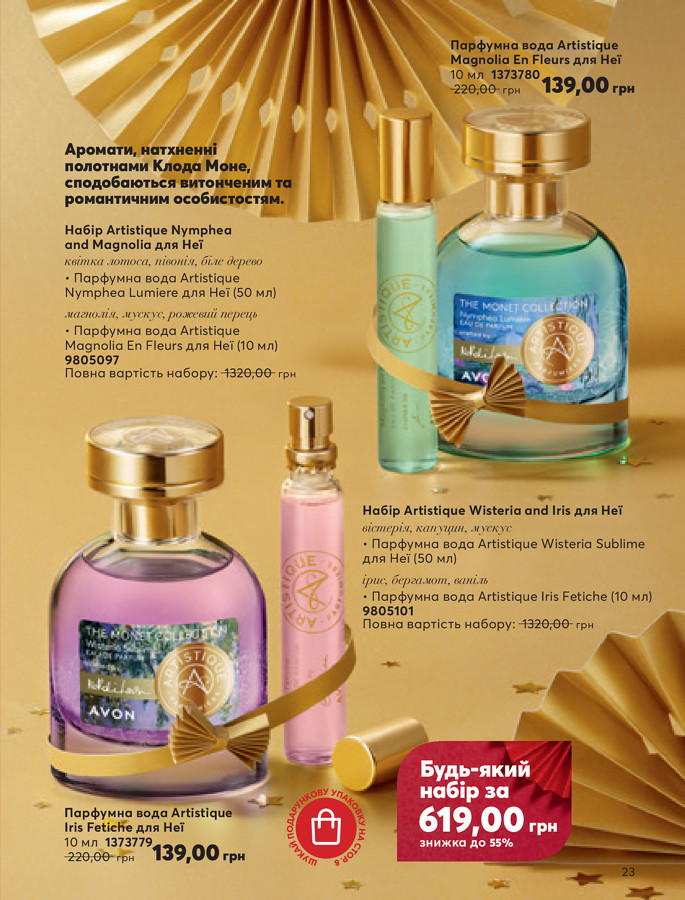 Парфумна вода Artistique
Magnolia En Fleurs для Неї
10 мл 1373780
220,00 грн 139,00 грн
Аромати, натхненні
полотнами Клода Моне,
сподобаються витонченим та
романтичним особистостям.
Набір Artistique Nymphea
and Magnolia для Неї
квітка лотоса, півонія, біле дерево
• Парфумна вода Artistique
Nymphea Lumiere для Неї (50 мл)
магнолія, мускус, рожевий перець
• Парфумна вода Artistique
Magnolia En Fleurs для Неї (10 мл)
9805097
Повна вартість набору: 1320,00 грн
THE MONET COLLECTION
Nymphea Lumiere
EAU DE PARFUM
ARTISTIQUE
AVON
ARTISTIQUE
Набір Artistique Wisteria and Iris для Неї
вістерія, капуцин, мускус
• Парфумна вода Artistique Wisteria Sublime
для Неї (50 мл)
ірис, бергамот, ваніль
• Парфумна вода Artistique Iris Fetiche (10 мл)
9805101
Повна вартість набору: 1320,00 грн
THE MONET COLLECTION
EAU DE PARFUM
ARTISTIQUE
AVON
ARTISTIQUE
Парфумна вода Artistique
Iris Fetiche для Неї
10 мл 1373779
220,00 грн 139,00 грн
ШУКАЙ ПОДАРУНКОВУ УПАКОВКУ НА СТОР.8
Будь-який
набір за
619,00 грн
знижка до 55%
23